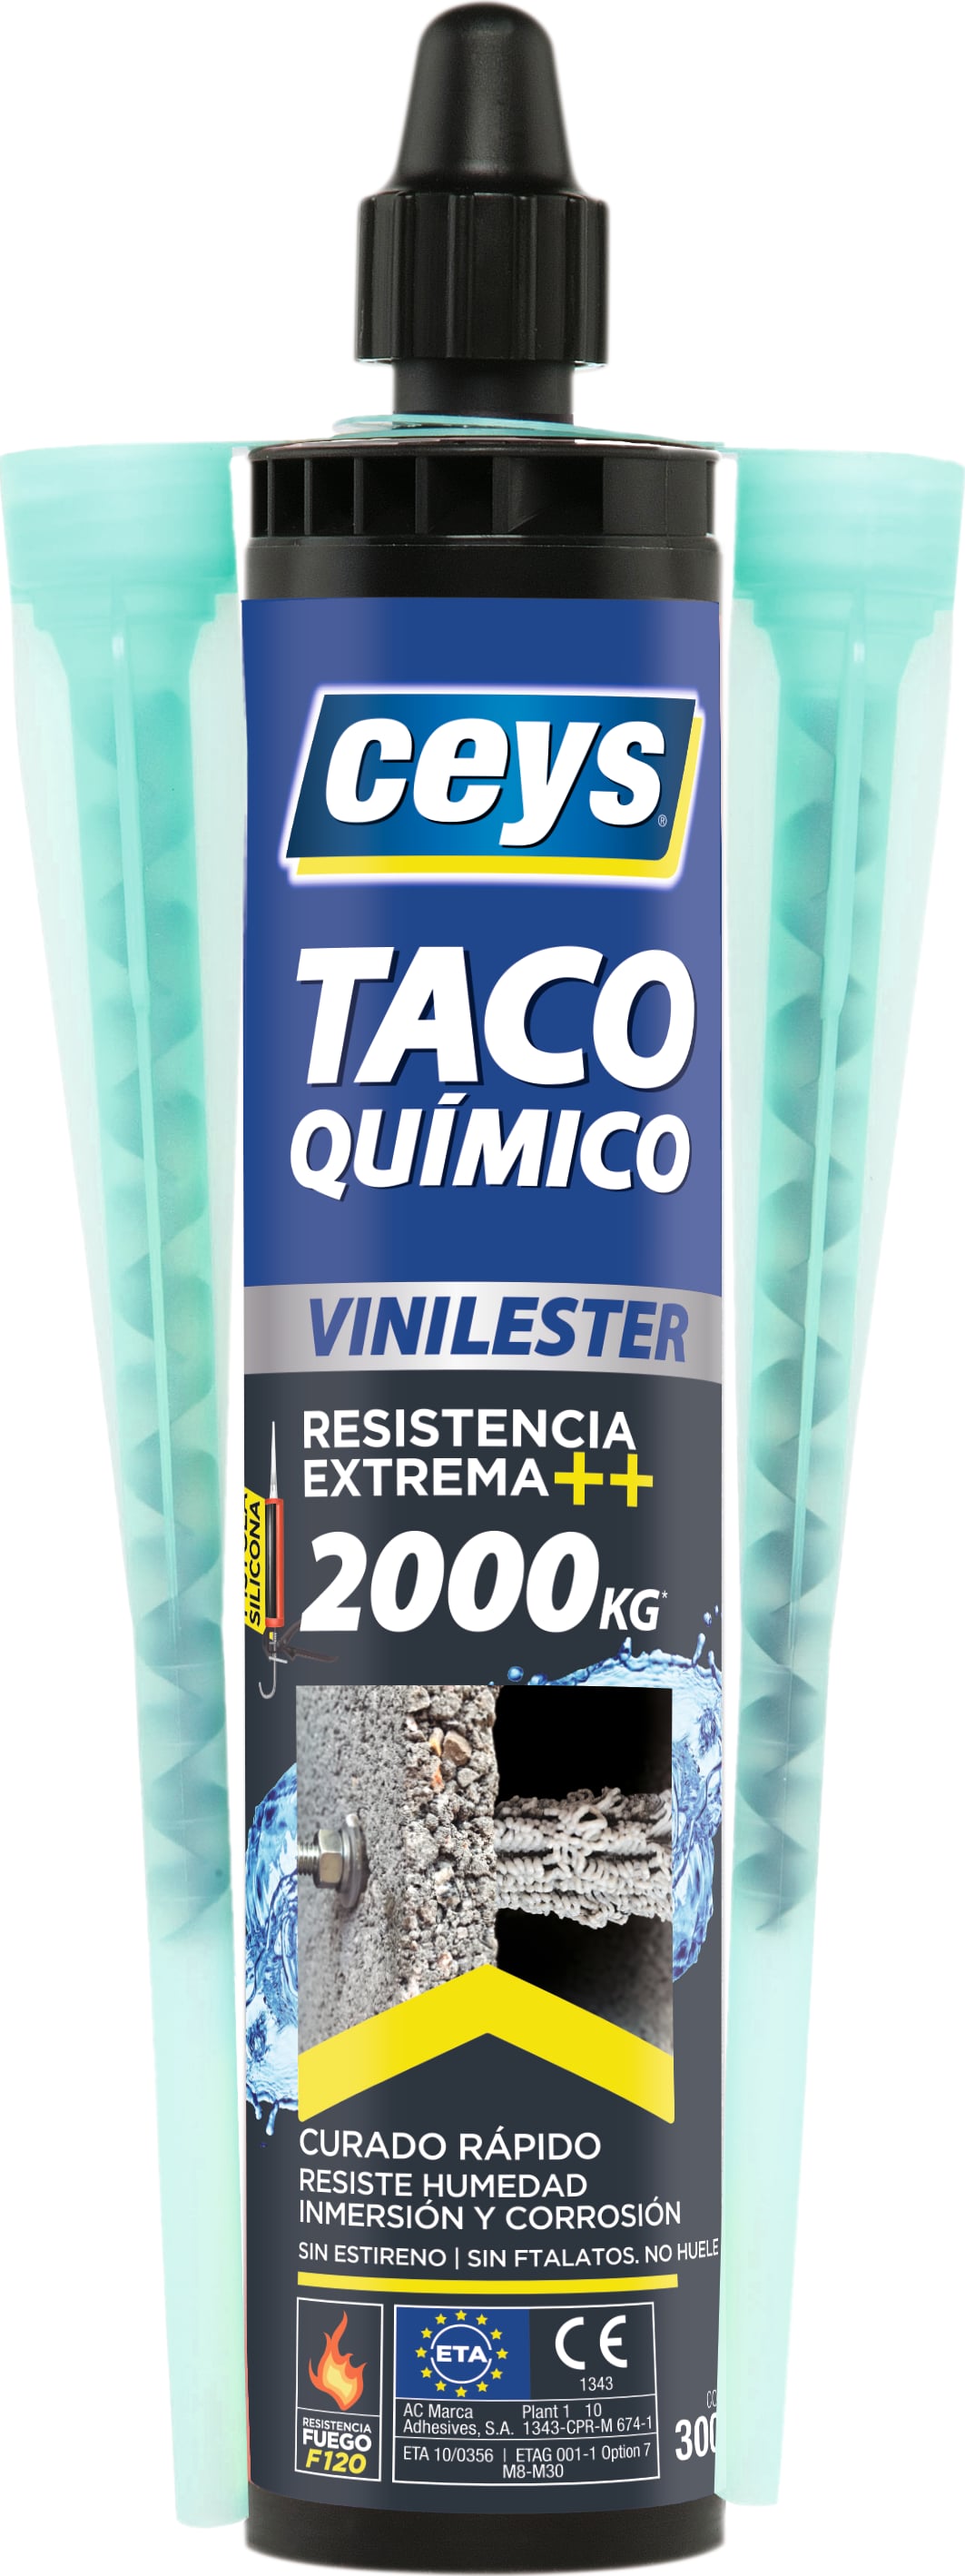 ceys®
TACO
QUÍMICO
VINILESTER
RESISTENCIA
EXTREMA++
SILICONA
2000KG*
CURADO RÁPIDO
RESISTE HUMEDAD
INMERSIÓN Y CORROSIÓN
SIN ESTIRENO | SIN FTALATOS. NO HUELE
RESISTENCIA
FUEGO
F120
ETA
CE
1343
AC Marca Plant 1 10
Adhesives, S.A. 1343-CPR-M 674-1
ETA 10/0356 | ETAG 001-1 Option 7
M8-M30